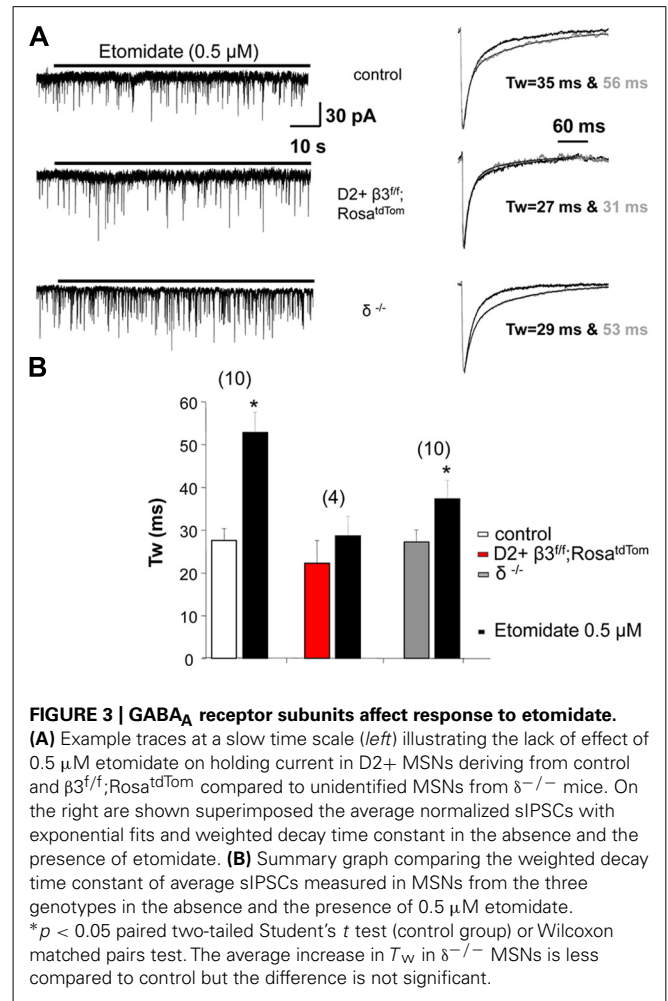 A
Etomidate (0.5 µM)
control
Tw=35 ms & 56 ms
30 pA
10 s
60 ms
D2+ β3f/f;
RosatdTom
Tw=27 ms & 31 ms
δ -/-
Tw=29 ms & 53 ms
B
(10)
*
(4)
(10)
*
60
50
40
30
20
10
0
Tw (ms)
control
D2+ β3f/f;RosatdTom
δ -/-
Etomidate 0.5 µM
FIGURE 3 | GABAA receptor subunits affect response to etomidate.
(A) Example traces at a slow time scale (left) illustrating the lack of effect of
0.5 µM etomidate on holding current in D2+ MSNs deriving from control
and β3f/f;RosatdTom compared to unidentified MSNs from δ−/− mice. On
the right are shown superimposed the average normalized sIPSCs with
exponential fits and weighted decay time constant in the absence and the
presence of etomidate. (B) Summary graph comparing the weighted decay
time constant of average sIPSCs measured in MSNs from the three
genotypes in the absence and the presence of 0.5 µM etomidate.
*p < 0.05 paired two-tailed Student's t test (control group) or Wilcoxon
matched pairs test. The average increase in TW in δ−/− MSNs is less
compared to control but the difference is not significant.